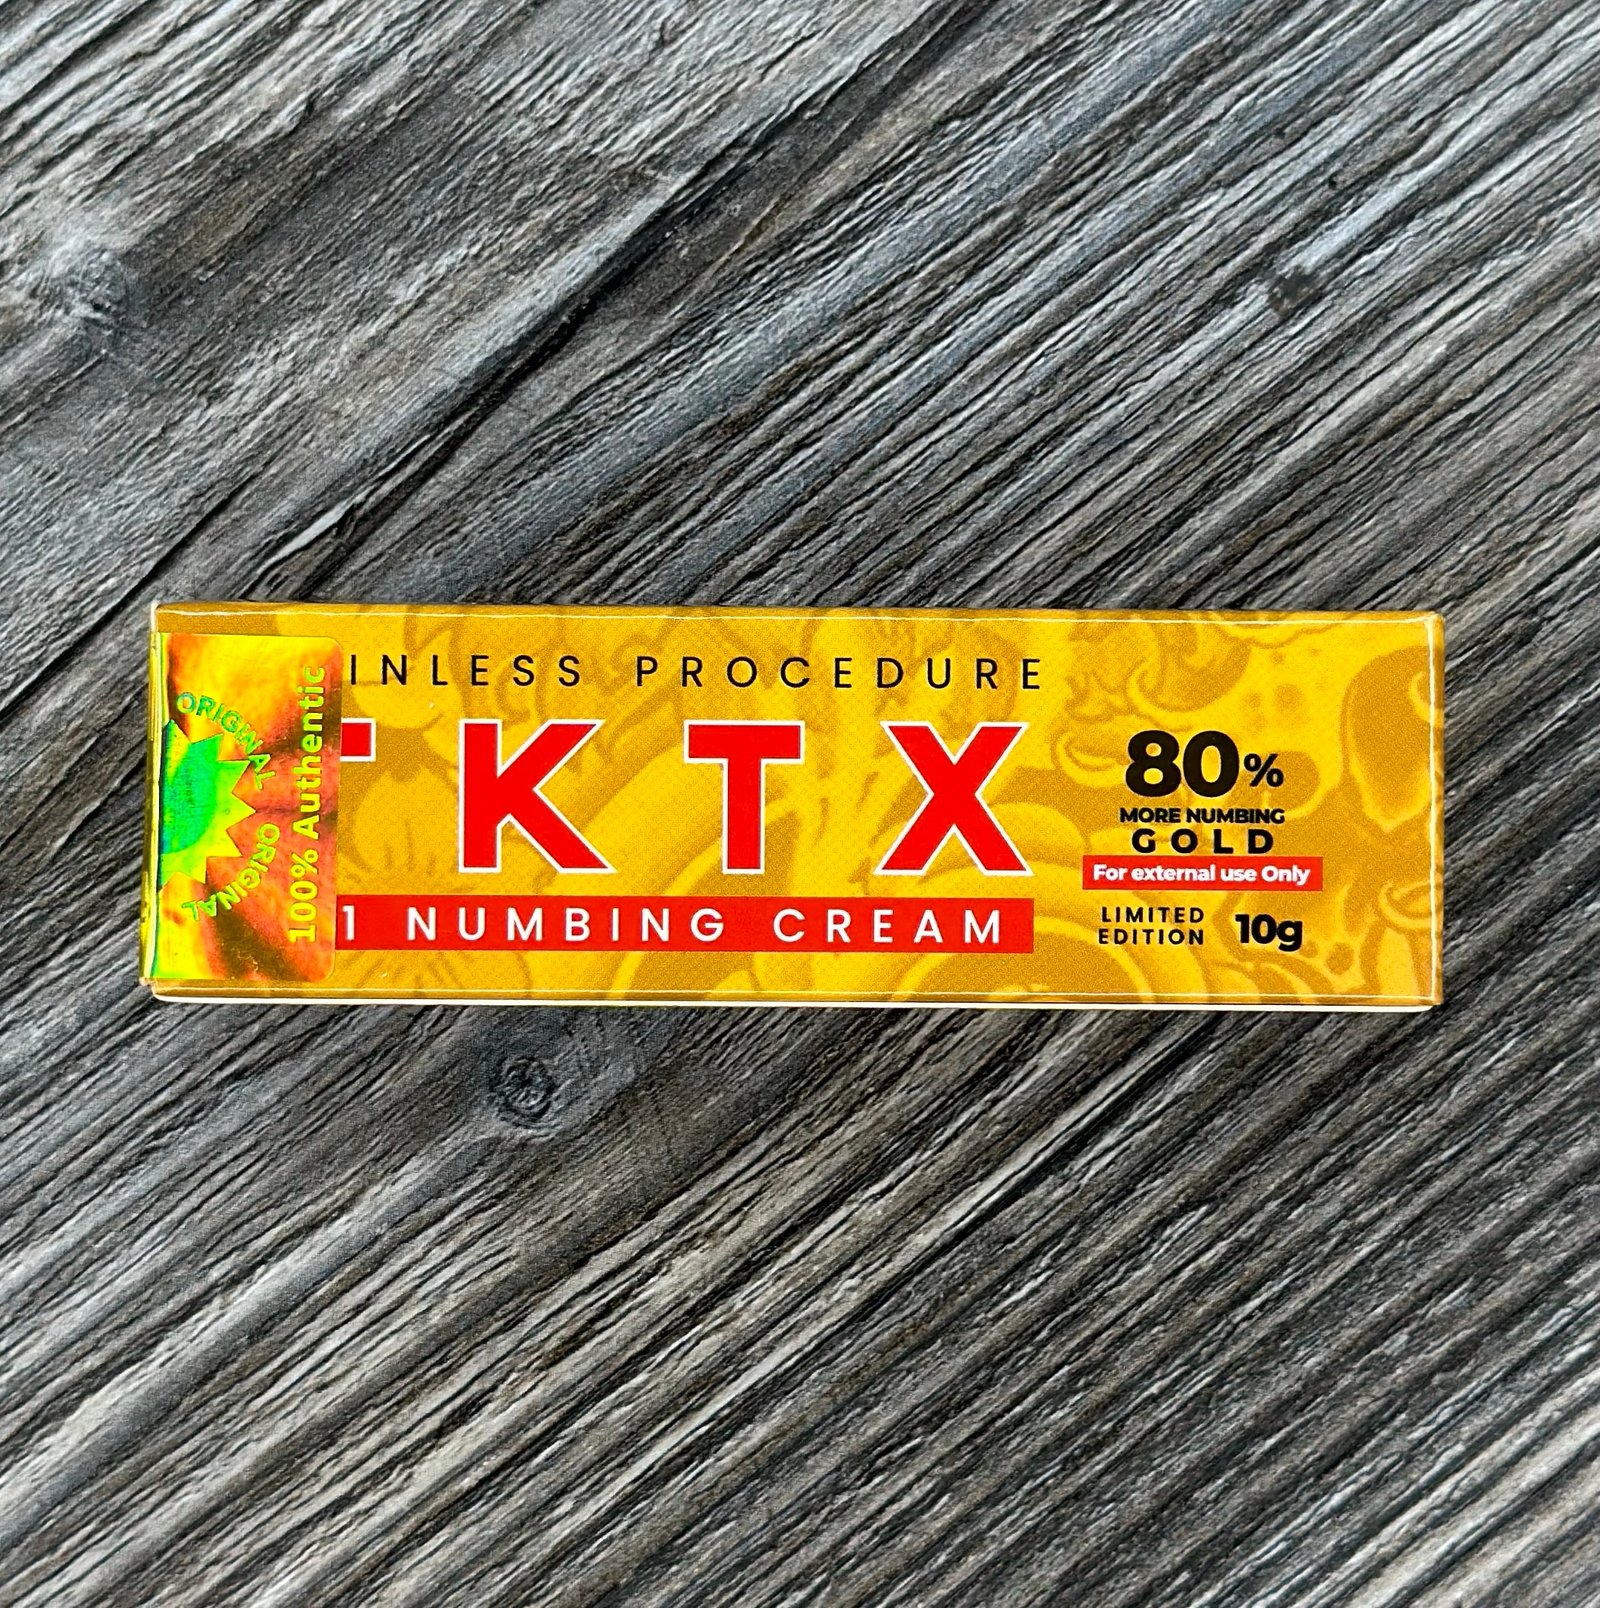 INLESS PROCEDURE
TKTX
1 NUMBING CREAM
80%
MORE NUMBING
GOLD
For external use Only
LIMITED
EDITION
10g
ORIGINAL
ORIGINAL
100% Authentic